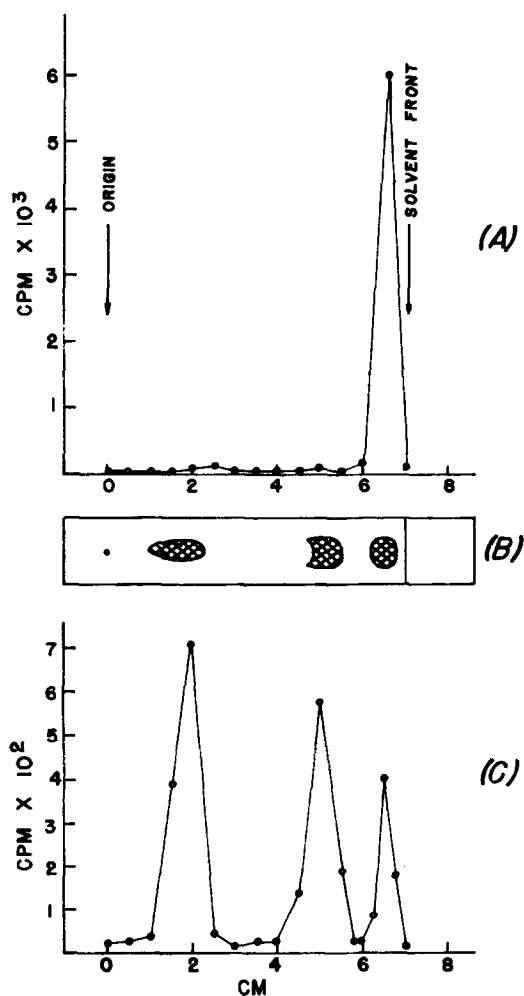 6
5
4
3
2
1
CPM X 10³
ORIGIN
SOLVENT FRONT
(A)
0 2 4 6 8
(B)
7
6
5
4
3
2
1
CPM X 10²
(C)
0 2 4 6 8
CM